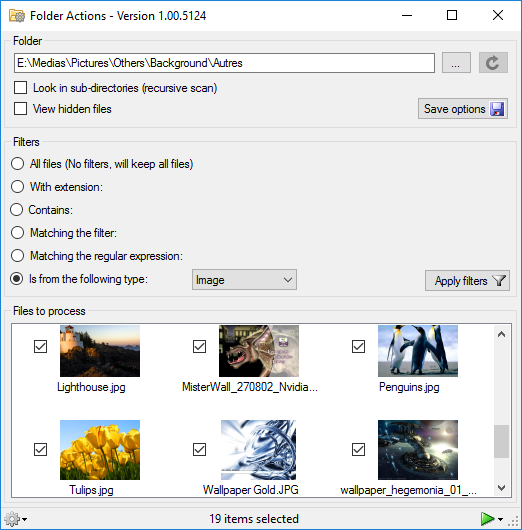 Folder Actions - Version 1.00.5124
Folder
E:\Medias\Pictures\Others\Background\Autres
...
Look in sub-directories (recursive scan)
View hidden files
Save options
Filters
All files (No filters, will keep all files)
With extension:
Contains:
Matching the filter:
Matching the regular expression:
Is from the following type:
Image
Apply filters
Files to process
Lighthouse.jpg
MisterWall_270802_Nvidia...
Penguins.jpg
Tulips.jpg
Wallpaper Gold.JPG
wallpaper_hegemonia_01_...
19 items selected